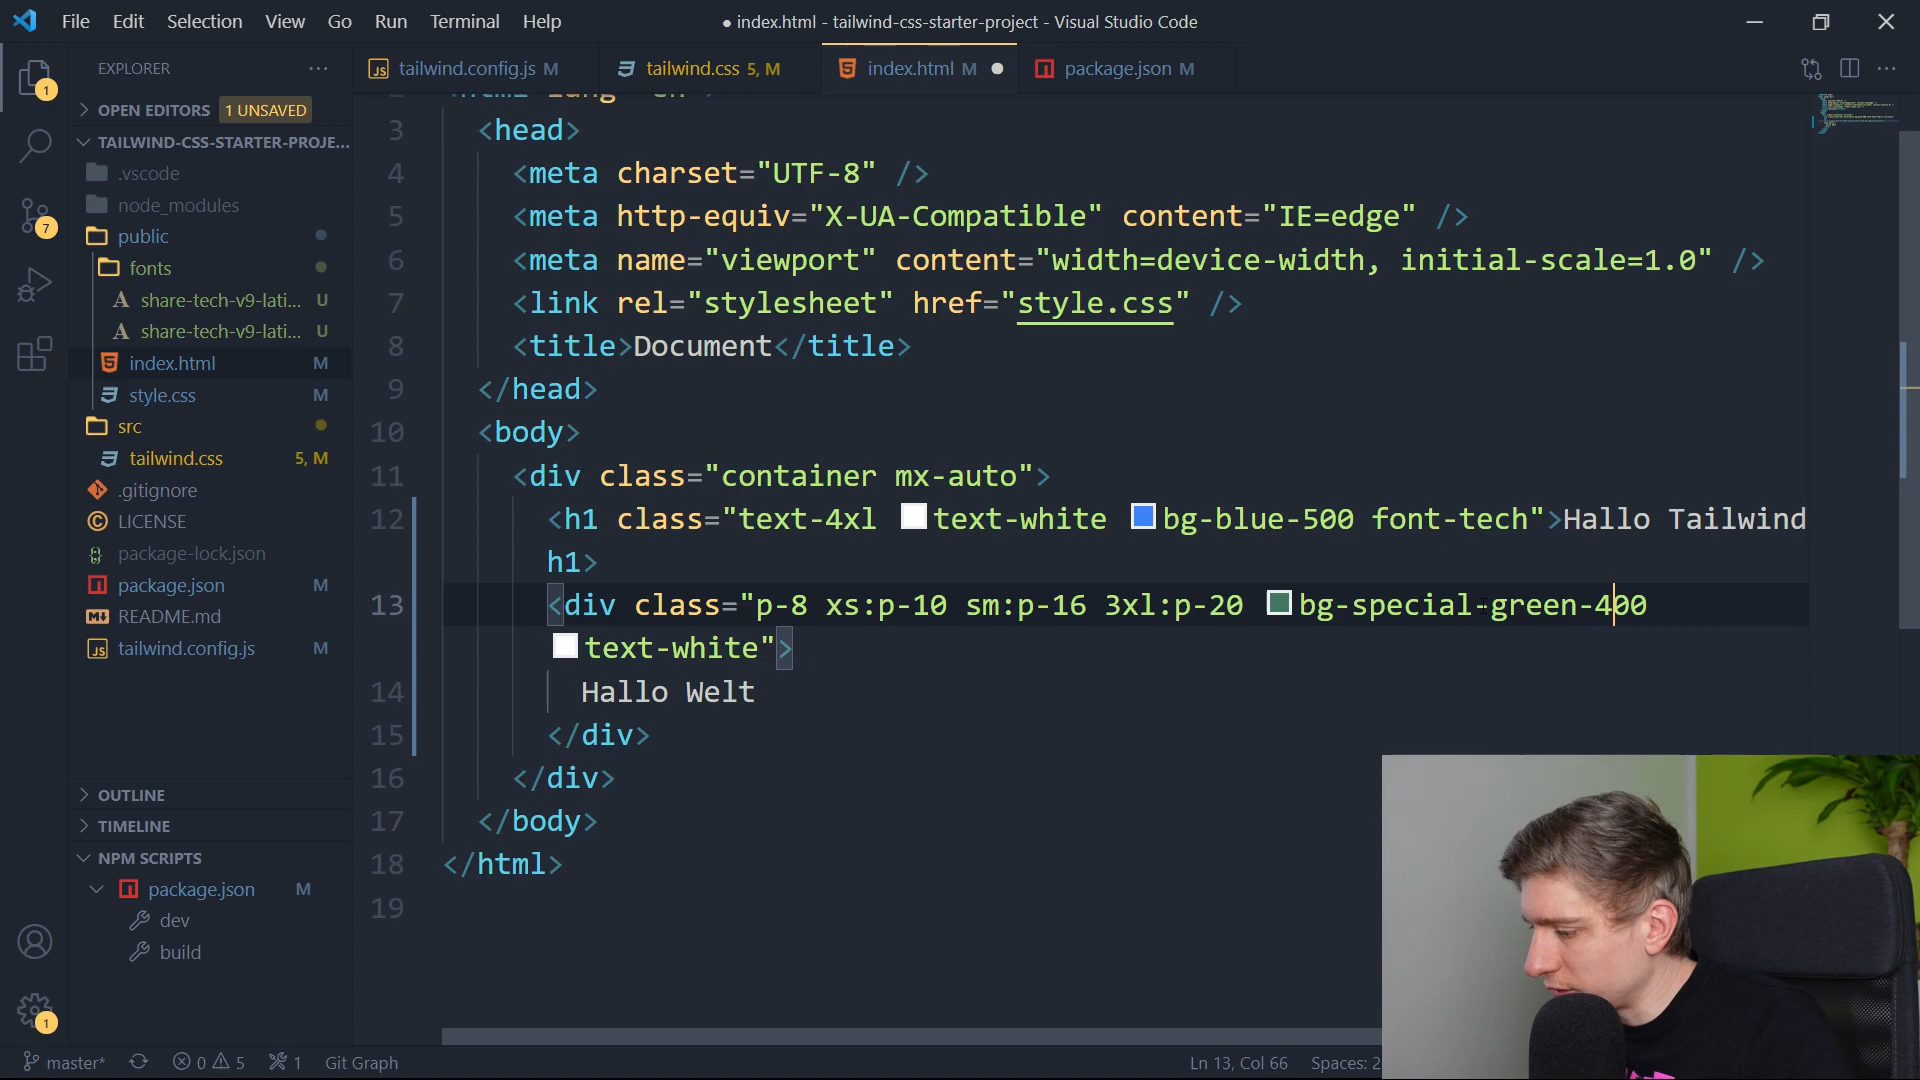 File Edit Selection View Go Run Terminal Help
● index.html - tailwind-css-starter-project - Visual Studio Code
EXPLORER
tailwind.config.js M
tailwind.css 5, M
index.html M
package.json M
OPEN EDITORS 1 UNSAVED
TAILWIND-CSS-STARTER-PROJE...
.vscode
node_modules
public
fonts
share-tech-v9-lati... U
share-tech-v9-lati... U
index.html M
style.css M
src
tailwind.css 5, M
.gitignore
LICENSE
package-lock.json
package.json M
README.md
tailwind.config.js M
OUTLINE
TIMELINE
NPM SCRIPTS
package.json M
dev
build
1
7
1
3 <head>
4 <meta charset="UTF-8" />
5 <meta http-equiv="X-UA-Compatible" content="IE=edge" />
6 <meta name="viewport" content="width=device-width, initial-scale=1.0" />
7 <link rel="stylesheet" href="style.css" />
8 <title>Document</title>
9 </head>
10 <body>
11 <div class="container mx-auto">
12 <h1 class="text-4xl text-white bg-blue-500 font-tech">Hallo Tailwind
h1>
13 <div class="p-8 xs:p-10 sm:p-16 3xl:p-20 bg-special-green-400
text-white">
14 Hallo Welt
15 </div>
16 </div>
17 </body>
18 </html>
19
master* 0 5 1 Git Graph
Ln 13, Col 66 Spaces: 2